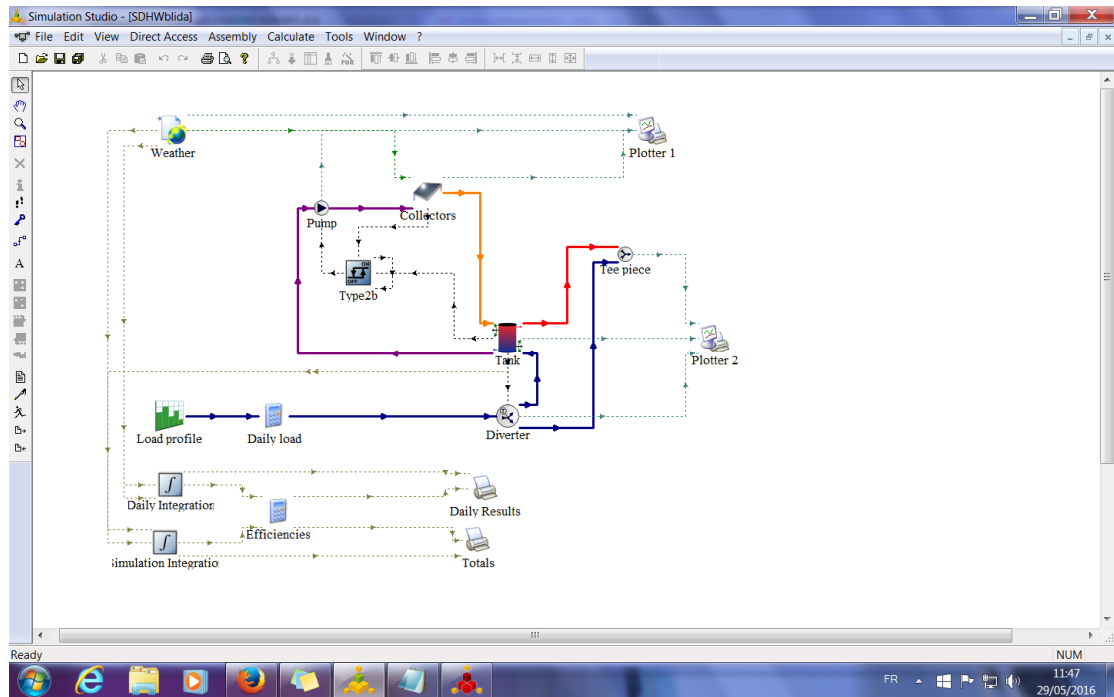 Simulation Studio - [SDHWblida]
File Edit View Direct Access Assembly Calculate Tools Window ?
Weather
Plotter 1
Collectors
Pump
Tee piece
ON
OFF
Type2b
Tank
Plotter 2
Load profile
Daily load
Diverter
Daily Integration
Daily Results
Efficiencies
Simulation Integratio
Totals
Ready
NUM
FR
11:47
29/05/2016